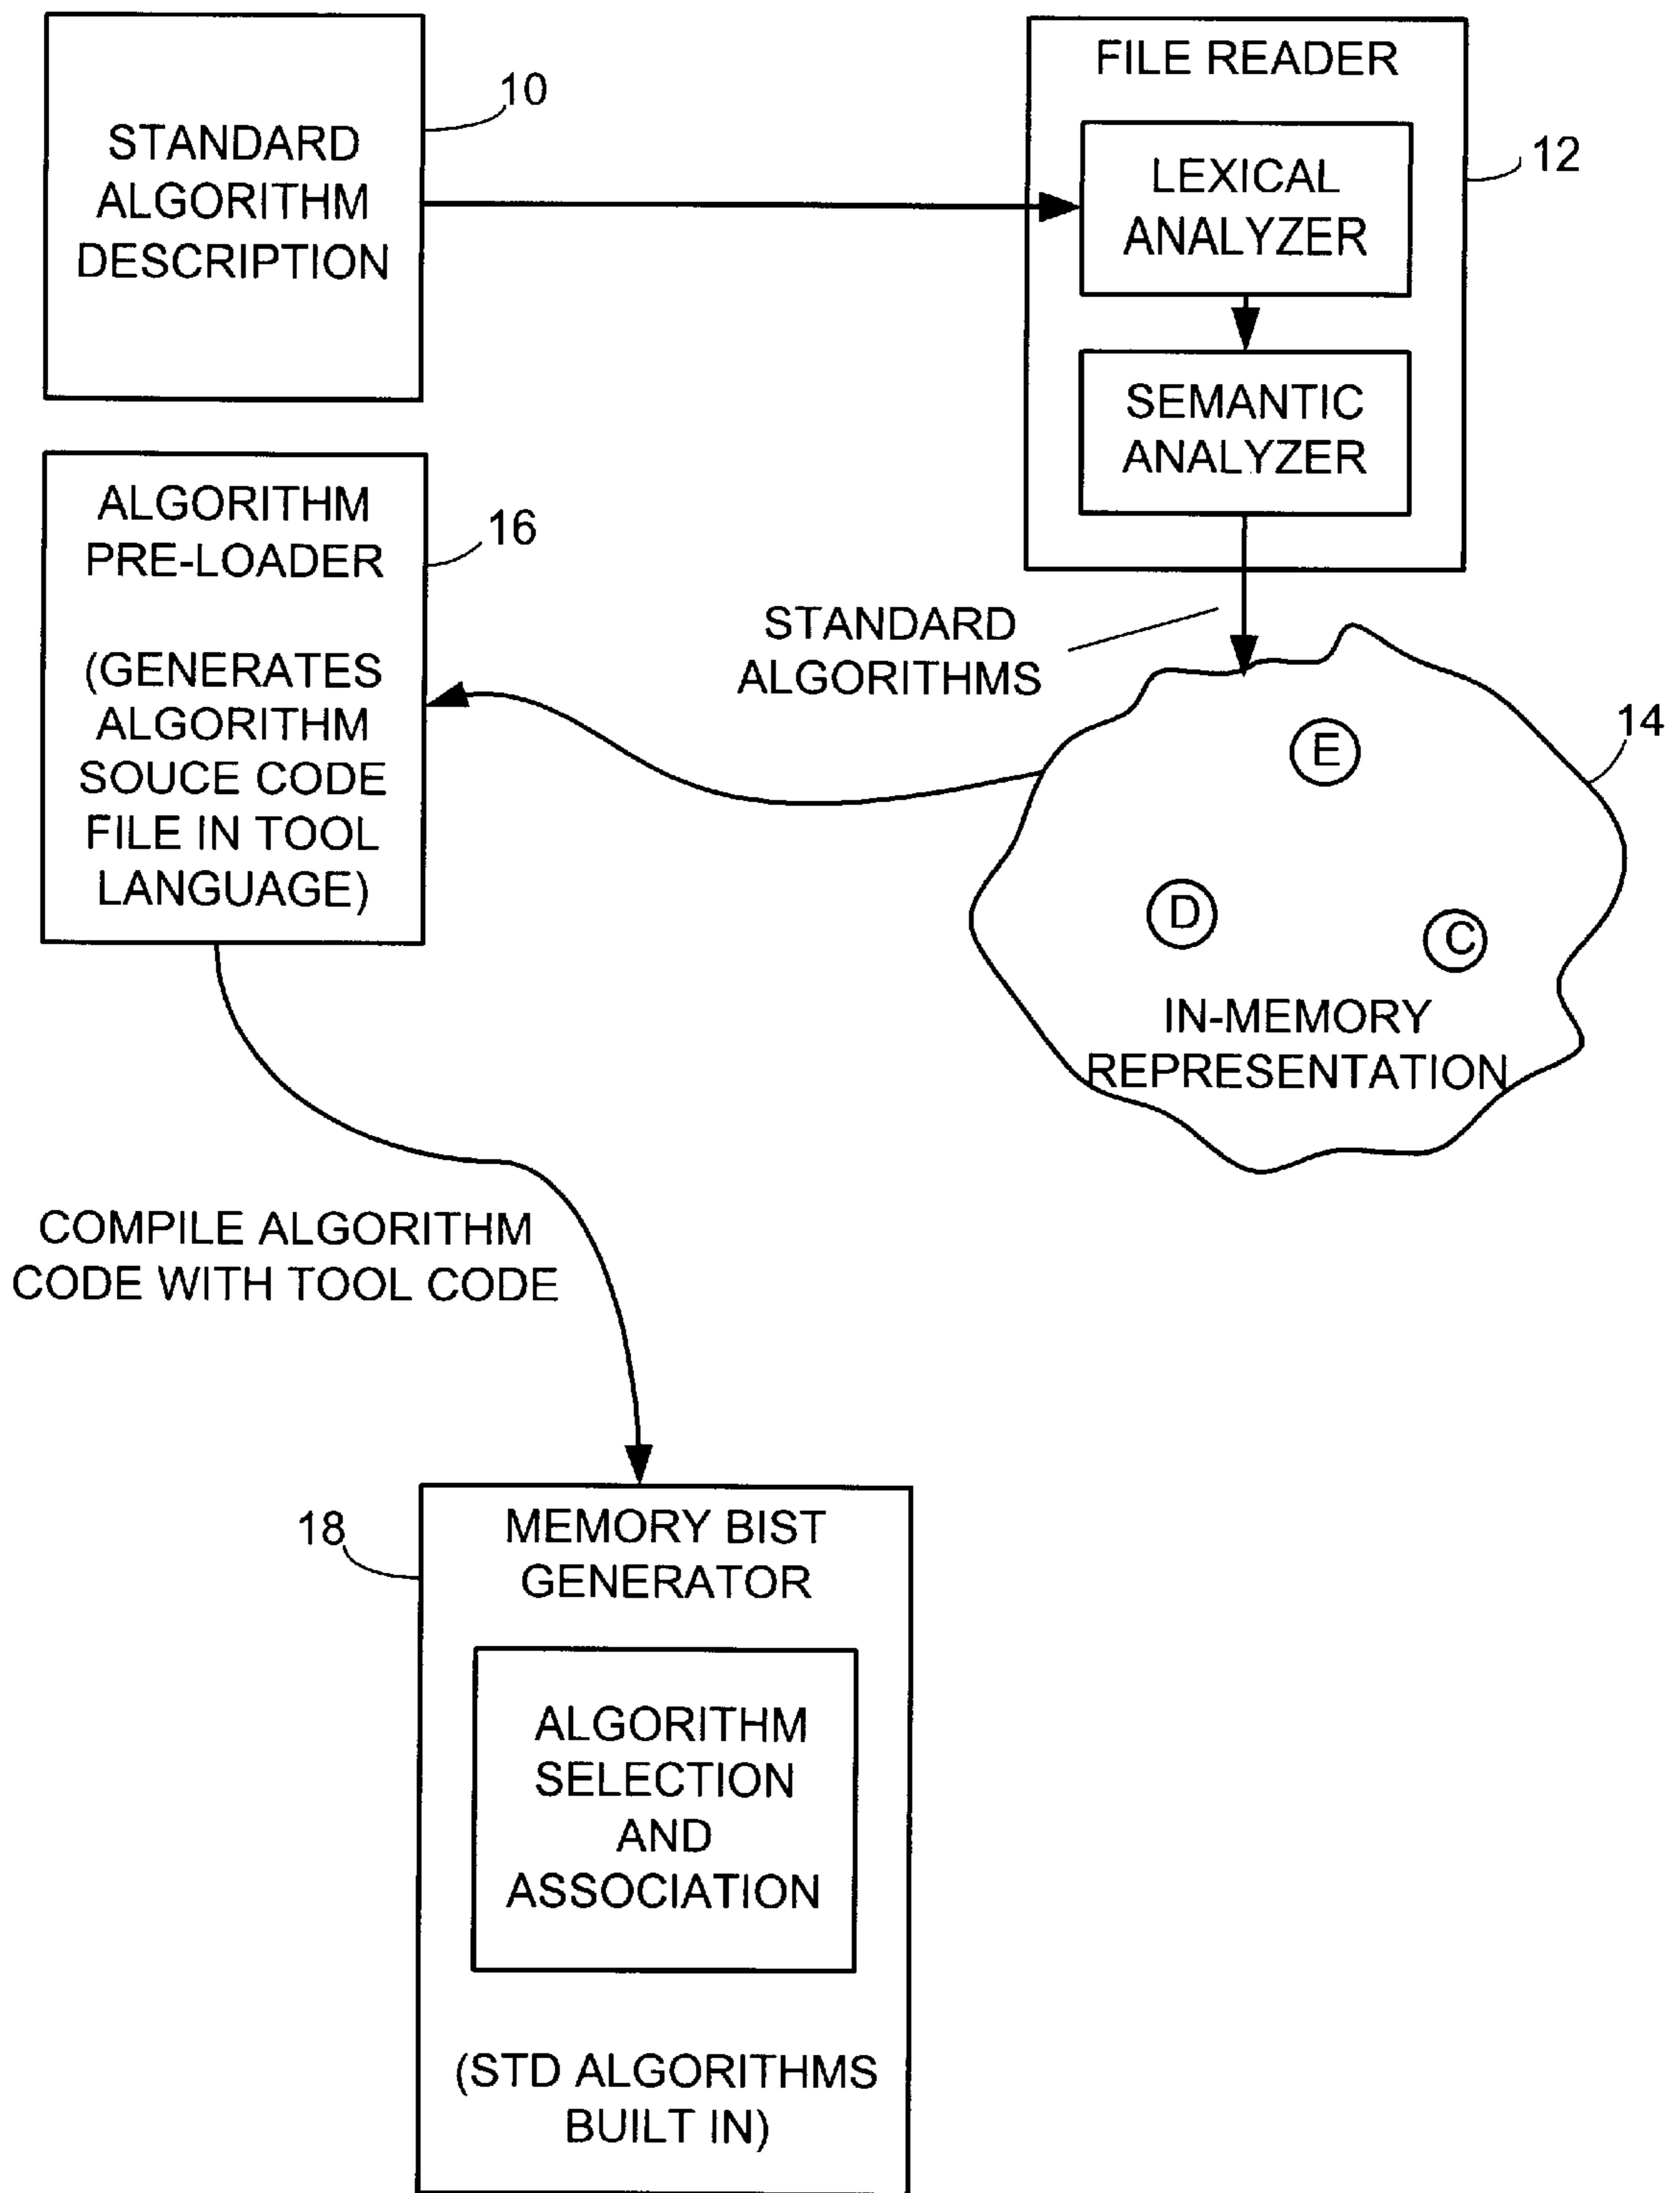 STANDARD
ALGORITHM
DESCRIPTION
10
FILE READER
LEXICAL
ANALYZER
SEMANTIC
ANALYZER
12
STANDARD
ALGORITHMS
E
D
C
IN-MEMORY
REPRESENTATION
14
ALGORITHM
PRE-LOADER
(GENERATES
ALGORITHM
SOUCE CODE
FILE IN TOOL
LANGUAGE)
16
COMPILE ALGORITHM
CODE WITH TOOL CODE
18
MEMORY BIST
GENERATOR
ALGORITHM
SELECTION
AND
ASSOCIATION
(STD ALGORITHMS
BUILT IN)